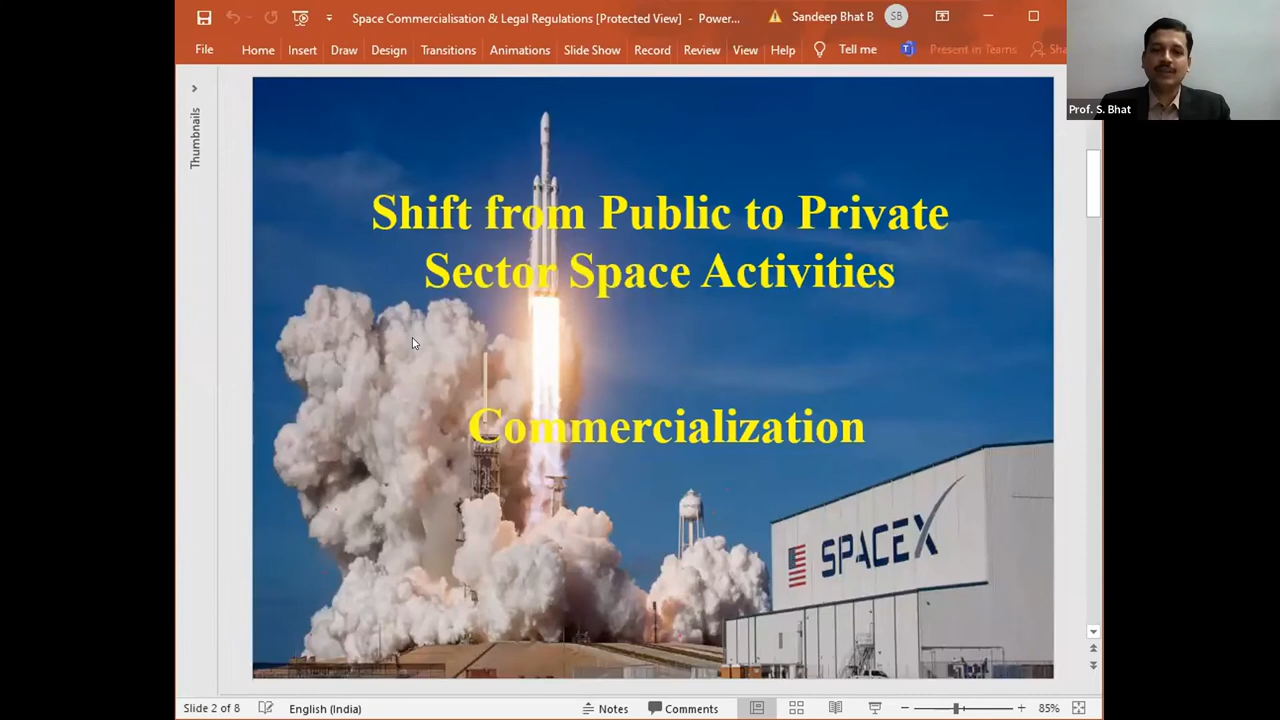 Space Commercialisation & Legal Regulations [Protected View] - Power...
Sandeep Bhat B
SB
File
Home
Insert
Draw
Design
Transitions
Animations
Slide Show
Record
Review
View
Help
Tell me
Present in Teams
Sha
Prof. S. Bhat
Thumbnails
Shift from Public to Private
Sector Space Activities
Commercialization
SPACEX
Slide 2 of 8
English (India)
Notes
Comments
85%